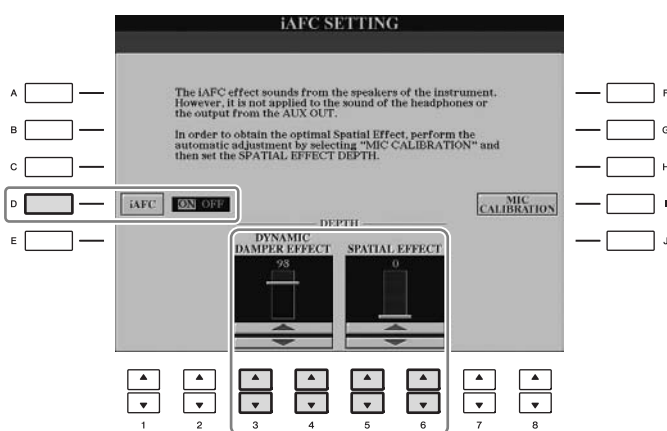 iAFC SETTING
The iAFC effect sounds from the speakers of the instrument.
However, it is not applied to the sound of the headphones or
the output from the AUX OUT.
In order to obtain the optimal Spatial Effect, perform the
automatic adjustment by selecting "MIC CALIBRATION" and
then set the SPATIAL EFFECT DEPTH.
A
B
C
D
E
F
G
H
I
J
iAFC ON OFF
MIC
CALIBRATION
DEPTH
DYNAMIC
DAMPER EFFECT
98
SPATIAL EFFECT
0
1 2 3 4 5 6 7 8